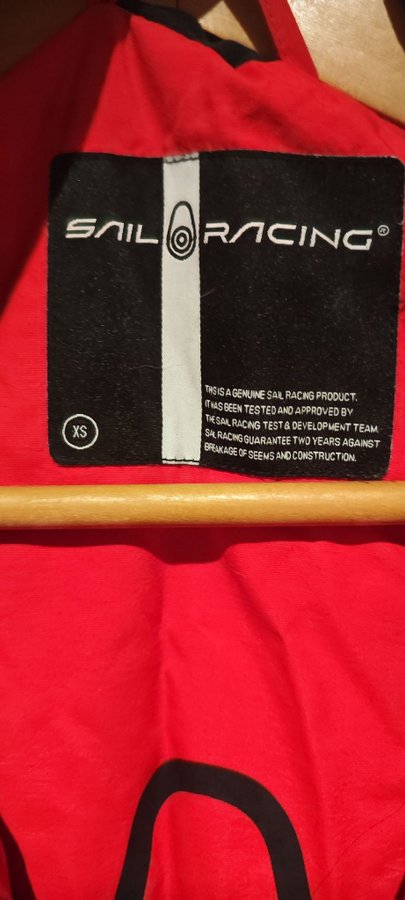 SAIL RACING®
THIS IS A GENUINE SAIL RACING PRODUCT.
IT HAS BEEN TESTED AND APPROVED BY
THE SAIL RACING TEST & DEVELOPMENT TEAM.
SAIL RACING GUARANTEE TWO YEARS AGAINST
BREAKAGE OF SEEMS AND CONSTRUCTION.
XS